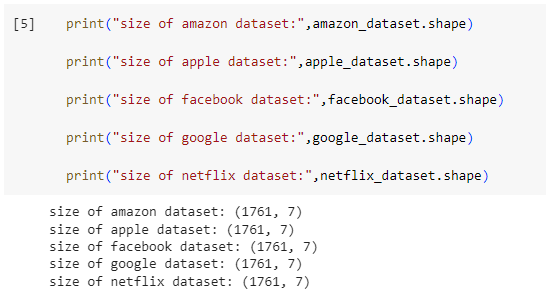 [5] print("size of amazon dataset:",amazon_dataset.shape)
print("size of apple dataset:",apple_dataset.shape)
print("size of facebook dataset:",facebook_dataset.shape)
print("size of google dataset:",google_dataset.shape)
print("size of netflix dataset:",netflix_dataset.shape)
size of amazon dataset: (1761, 7)
size of apple dataset: (1761, 7)
size of facebook dataset: (1761, 7)
size of google dataset: (1761, 7)
size of netflix dataset: (1761, 7)